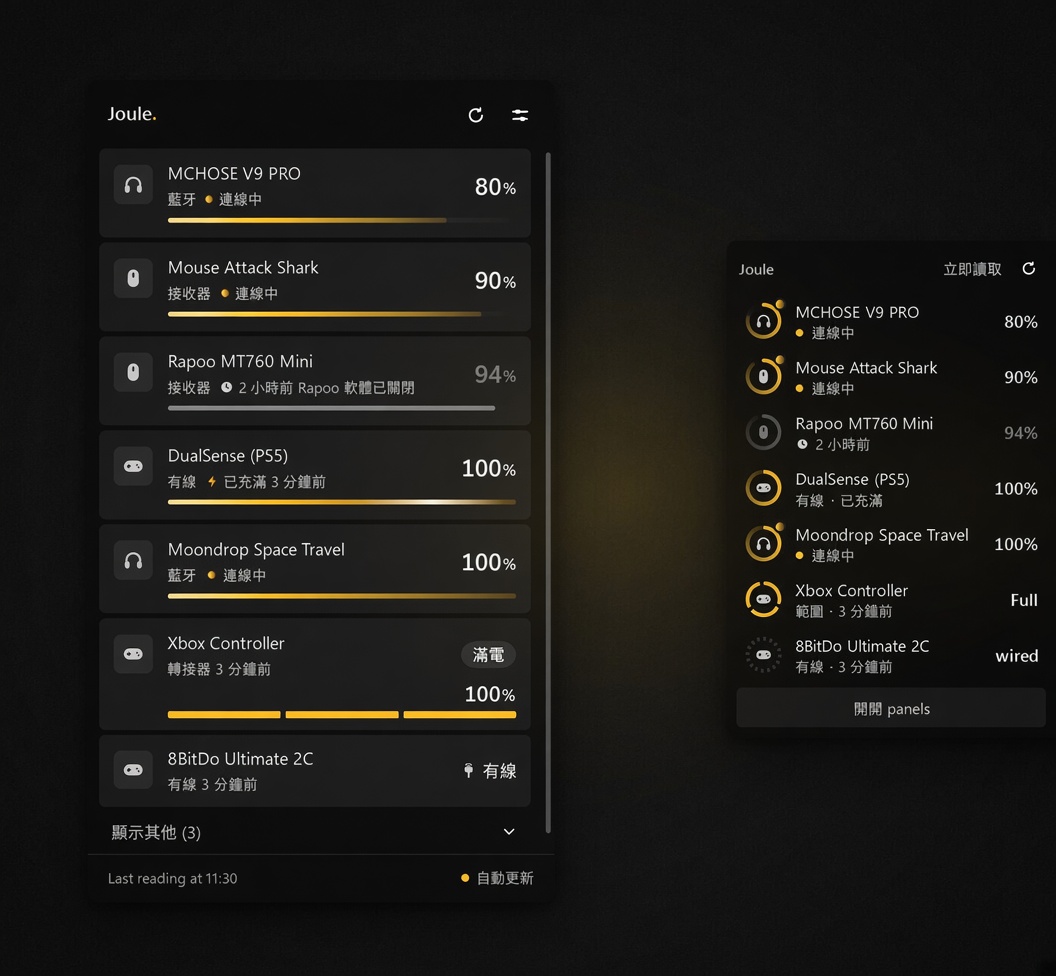 Joule.
MCHOSE V9 PRO
藍牙 連線中
80%
Mouse Attack Shark
接收器 連線中
90%
Rapoo MT760 Mini
接收器 2 小時前 Rapoo 軟體已關閉
94%
DualSense (PS5)
有線 已充滿 3 分鐘前
100%
Moondrop Space Travel
藍牙 連線中
100%
Xbox Controller
轉接器 3 分鐘前
滿電
100%
8BitDo Ultimate 2C
有線 3 分鐘前
有線
顯示其他 (3)
Last reading at 11:30
自動更新
Joule
立即讀取
MCHOSE V9 PRO
連線中
80%
Mouse Attack Shark
連線中
90%
Rapoo MT760 Mini
2 小時前
94%
DualSense (PS5)
有線 · 已充滿
100%
Moondrop Space Travel
連線中
100%
Xbox Controller
範圍 · 3 分鐘前
Full
8BitDo Ultimate 2C
有線 · 3 分鐘前
wired
開開 panels